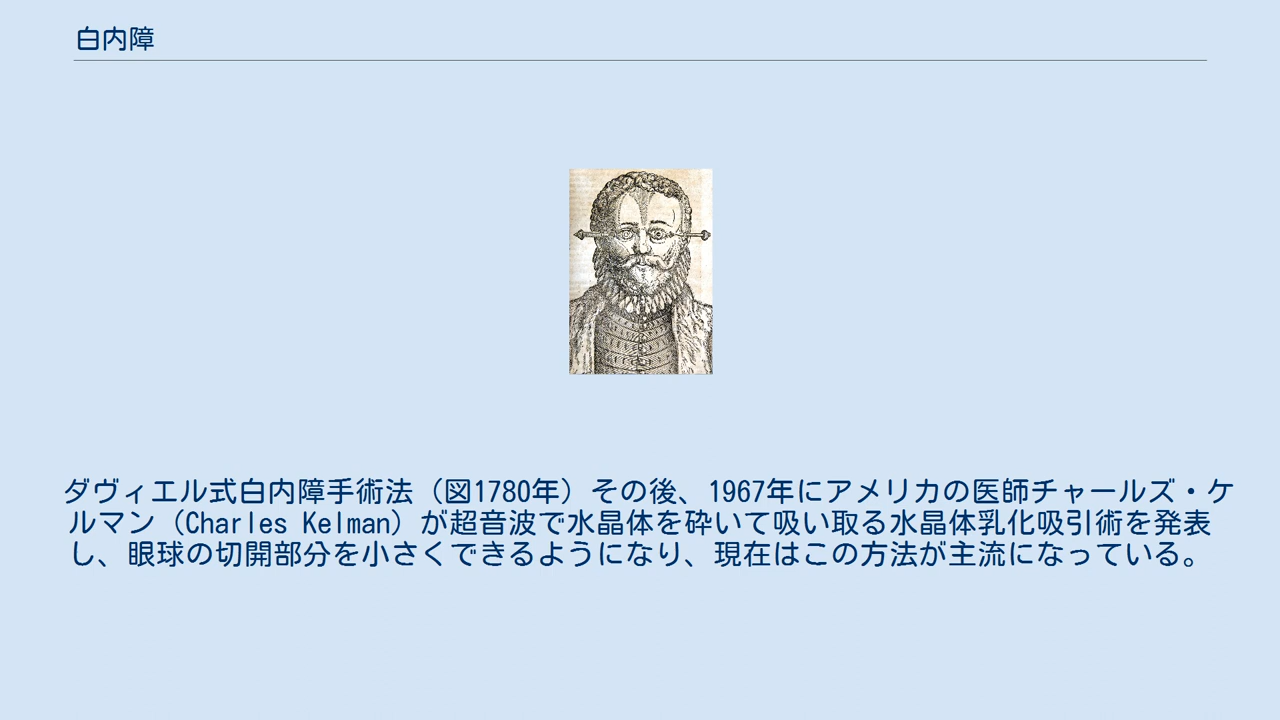 白内障
ダヴィエル式白内障手術法（図1780年）その後、1967年にアメリカの医師チャールズ・ケ
ルマン（Charles Kelman）が超音波で水晶体を砕いて吸い取る水晶体乳化吸引術を発表
し、眼球の切開部分を小さくできるようになり、現在はこの方法が主流になっている。